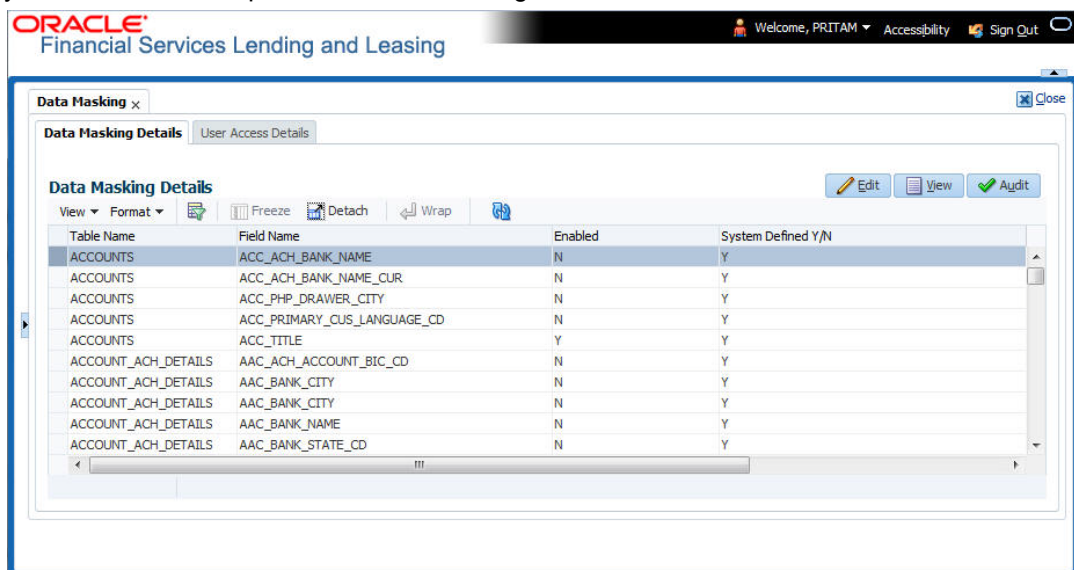 ORACLE
Financial Services Lending and Leasing
Welcome, PRITAM Accessibility Sign Out
Data Masking x Close
Data Masking Details User Access Details
Data Masking Details Edit View Audit
View Format Freeze Detach Wrap
Table Name Field Name Enabled System Defined Y/N
ACCOUNTS ACC_ACH_BANK_NAME N Y
ACCOUNTS ACC_ACH_BANK_NAME_CUR N Y
ACCOUNTS ACC_PHP_DRAWER_CITY N Y
ACCOUNTS ACC_PRIMARY_CUS_LANGUAGE_CD N Y
ACCOUNTS ACC_TITLE Y Y
ACCOUNT_ACH_DETAILS AAC_ACH_ACCOUNT_BIC_CD N Y
ACCOUNT_ACH_DETAILS AAC_BANK_CITY N Y
ACCOUNT_ACH_DETAILS AAC_BANK_CITY N Y
ACCOUNT_ACH_DETAILS AAC_BANK_NAME N Y
ACCOUNT_ACH_DETAILS AAC_BANK_STATE_CD N Y